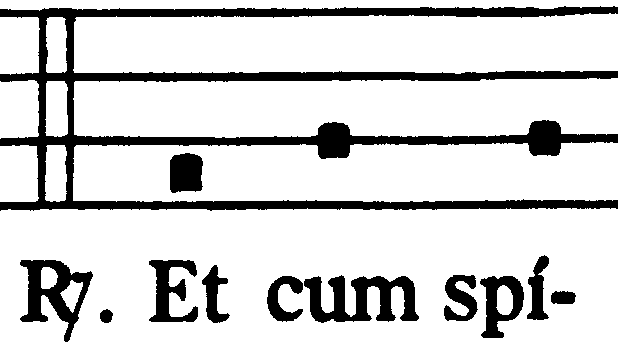 ℟. Et cum spí-